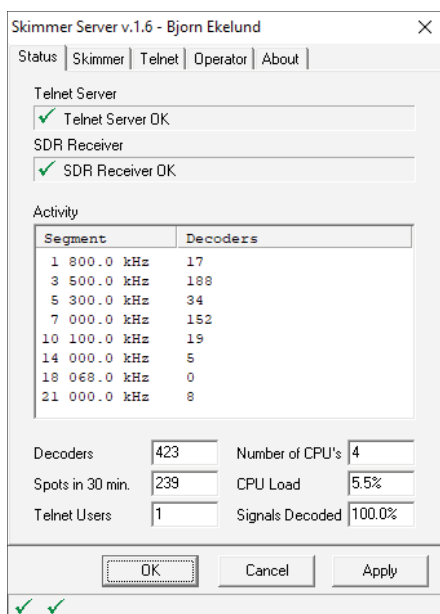 Skimmer Server v.1.6 - Bjorn Ekelund
Status Skimmer Telnet Operator About
Telnet Server
Telnet Server OK
SDR Receiver
SDR Receiver OK
Activity
Segment Decoders
1 800.0 kHz 17
3 500.0 kHz 188
5 300.0 kHz 34
7 000.0 kHz 152
10 100.0 kHz 19
14 000.0 kHz 5
18 068.0 kHz 0
21 000.0 kHz 8
Decoders 423 Number of CPU's 4
Spots in 30 min. 239 CPU Load 5.5%
Telnet Users 1 Signals Decoded 100.0%
OK Cancel Apply